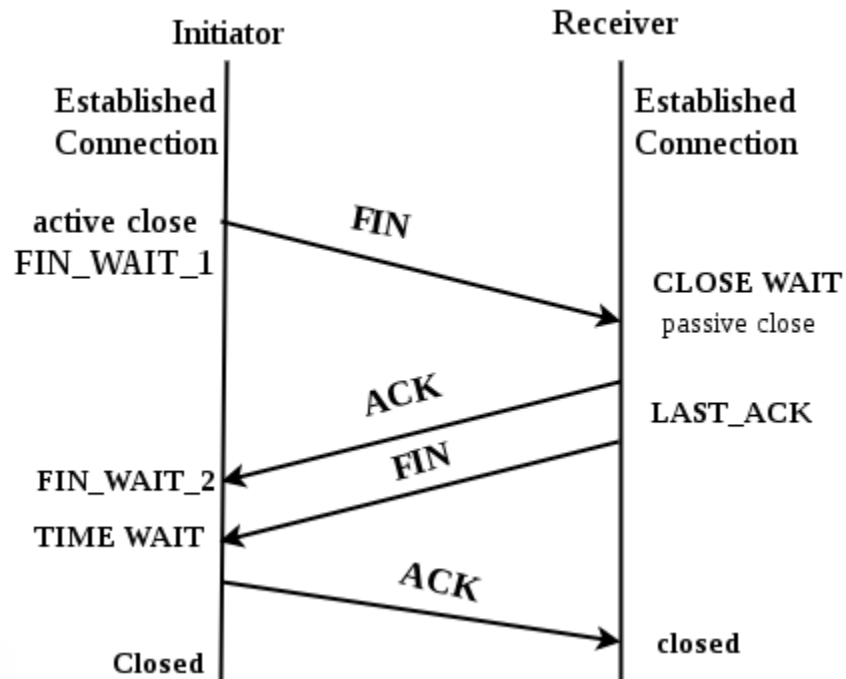 Initiator
Receiver
Established
Connection
Established
Connection
active close
FIN_WAIT_1
FIN
CLOSE WAIT
passive close
ACK
LAST_ACK
FIN
FIN_WAIT_2
TIME WAIT
ACK
closed
Closed